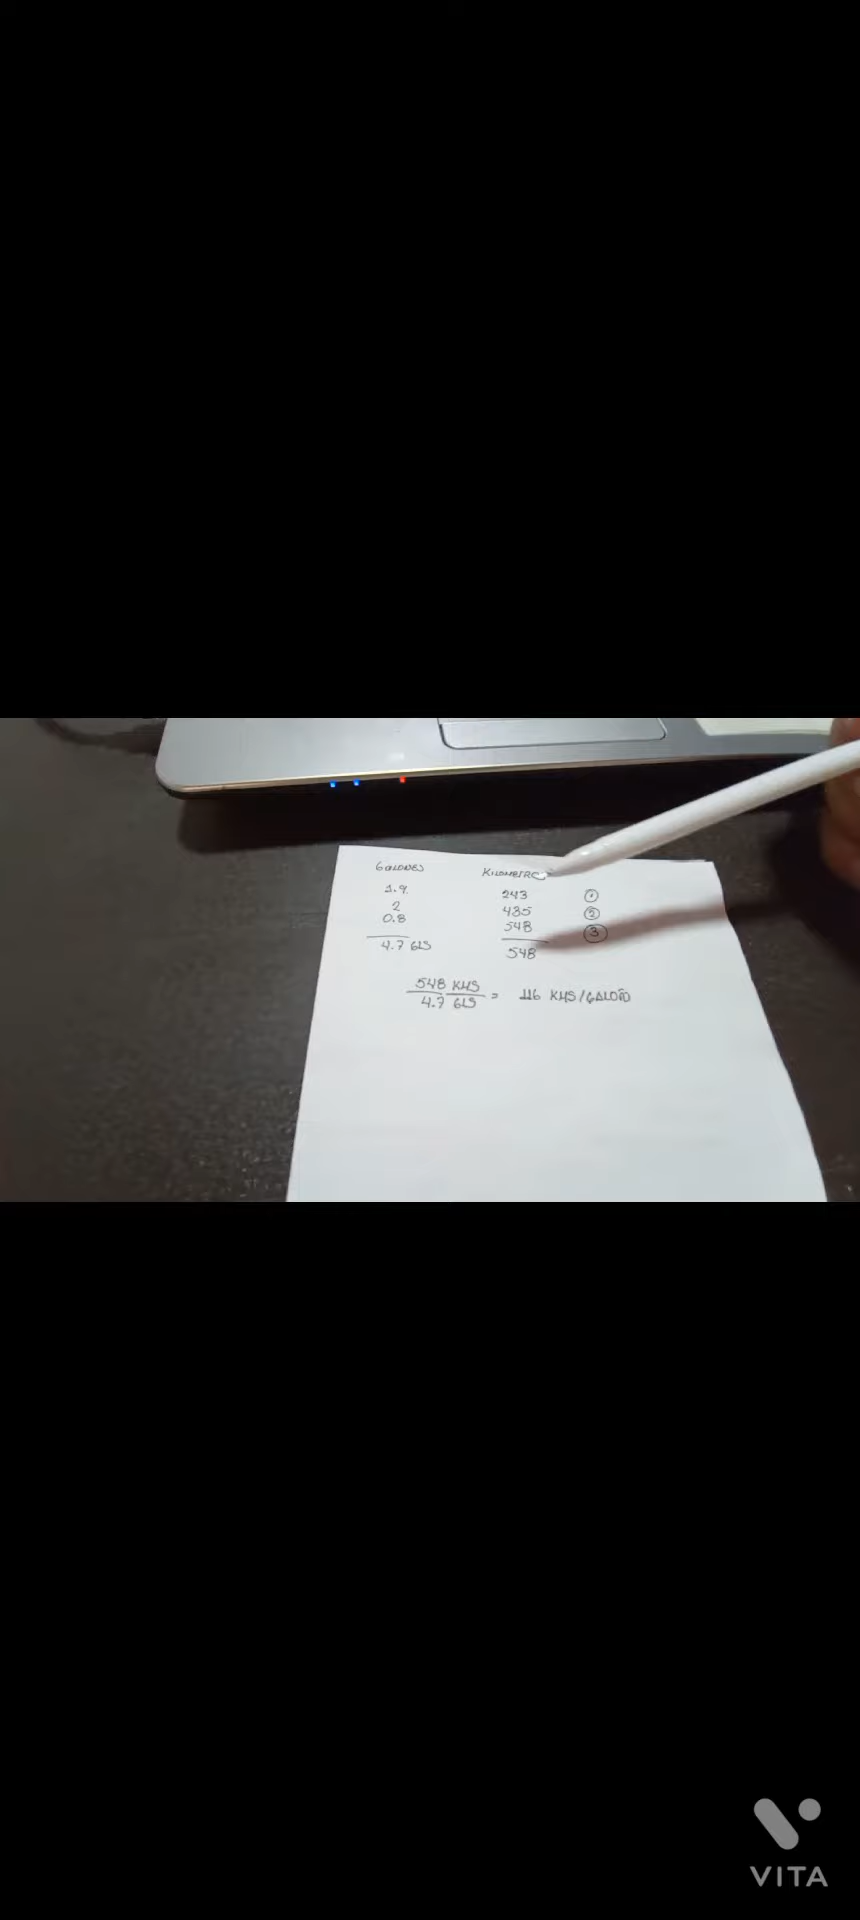 GALONES KILOMETRO
1.9 243 1
2 485 2
0.8 548 3
4.7 GLS 548
548 KMS
4.7 GLS = 116 KMS/GALON
VITA